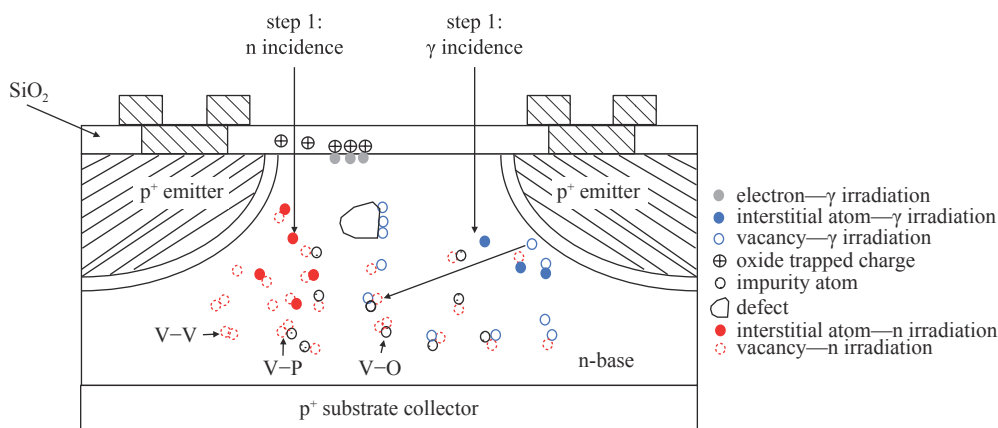 step 1:
n incidence
step 1:
γ incidence
SiO₂
p⁺ emitter
p⁺ emitter
electron—γ irradiation
interstitial atom—γ irradiation
vacancy—γ irradiation
oxide trapped charge
impurity atom
defect
interstitial atom—n irradiation
vacancy—n irradiation
V−V
V−P
V−O
n-base
p⁺ substrate collector